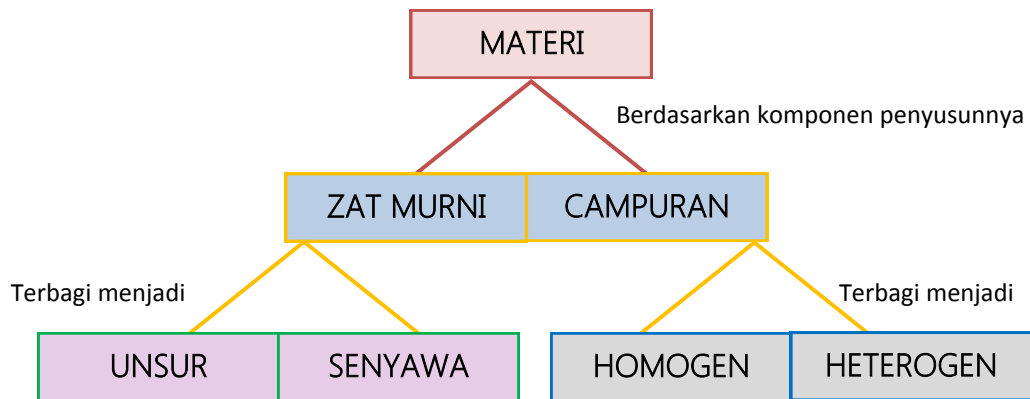 MATERI
Berdasarkan komponen penyusunnya
ZAT MURNI
CAMPURAN
Terbagi menjadi
Terbagi menjadi
UNSUR
SENYAWA
HOMOGEN
HETEROGEN